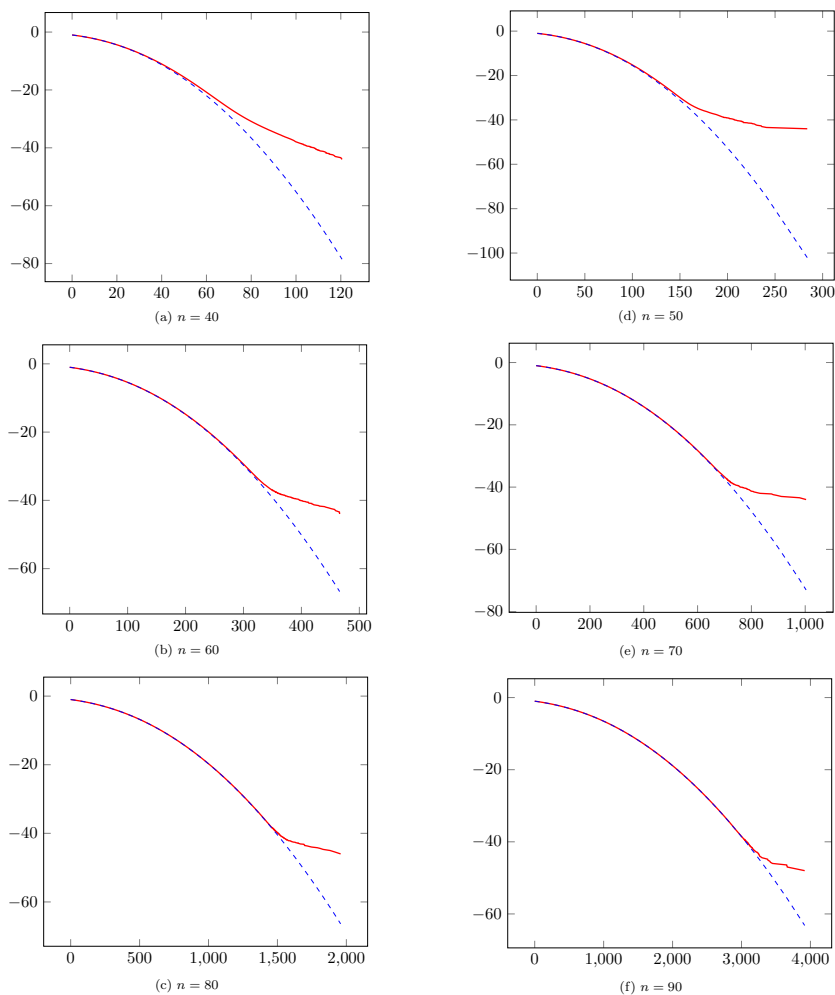 0
−20
−40
−60
−80
0 20 40 60 80 100 120
(a) n = 40
0
−20
−40
−60
−80
−100
0 50 100 150 200 250 300
(d) n = 50
0
−20
−40
−60
0 100 200 300 400 500
(b) n = 60
0
−20
−40
−60
−80
0 200 400 600 800 1,000
(e) n = 70
0
−20
−40
−60
0 500 1,000 1,500 2,000
(c) n = 80
0
−20
−40
−60
0 1,000 2,000 3,000 4,000
(f) n = 90